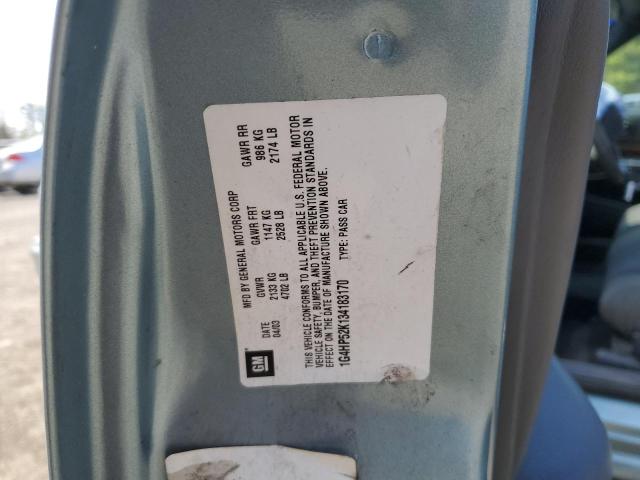 MFD BY GENERAL MOTORS CORP
DATE GVWR GAWR FRT GAWR RR
04/03 2133 KG 1147 KG 986 KG
4702 LB 2528 LB 2174 LB
THIS VEHICLE CONFORMS TO ALL APPLICABLE U.S. FEDERAL MOTOR
VEHICLE SAFETY, BUMPER, AND THEFT PREVENTION STANDARDS IN
EFFECT ON THE DATE OF MANUFACTURE SHOWN ABOVE.
1G4HP52K134183170 TYPE: PASS CAR
GM